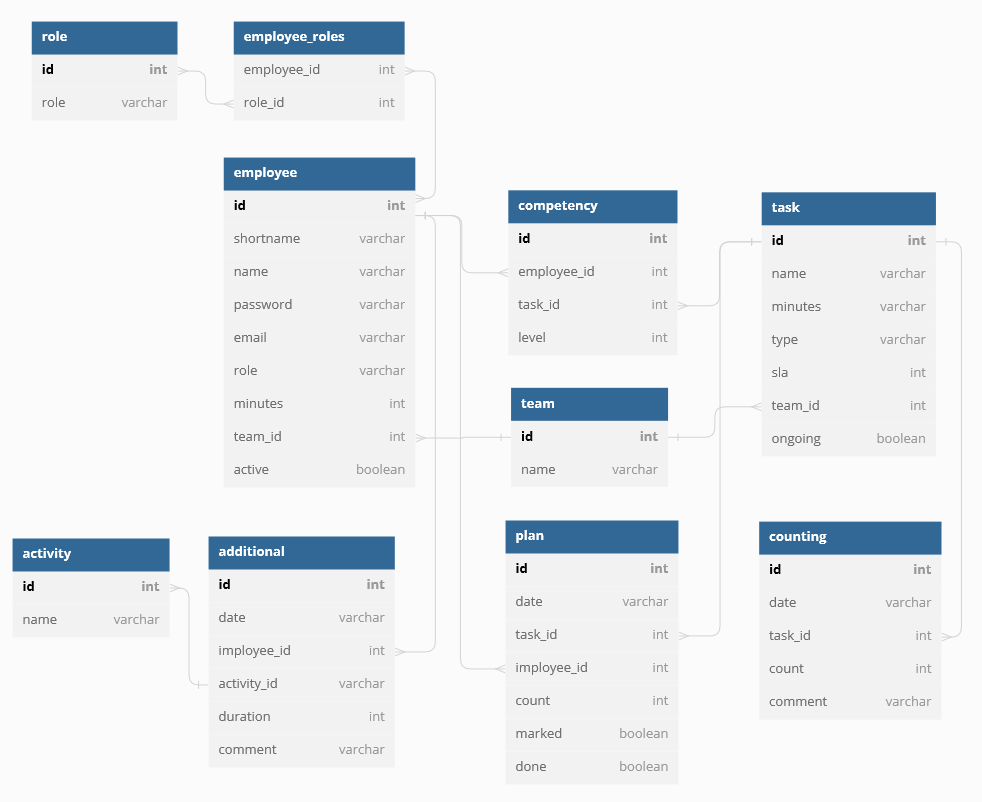 role
id int
role varchar
employee_roles
employee_id int
role_id int
employee
id int
shortname varchar
name varchar
password varchar
email varchar
role varchar
minutes int
team_id int
active boolean
competency
id int
employee_id int
task_id int
level int
task
id int
name varchar
minutes varchar
type varchar
sla int
team_id int
ongoing boolean
team
id int
name varchar
activity
id int
name varchar
additional
id int
date varchar
imployee_id int
activity_id varchar
duration int
comment varchar
plan
id int
date varchar
task_id int
imployee_id int
count int
marked boolean
done boolean
counting
id int
date varchar
task_id int
count int
comment varchar